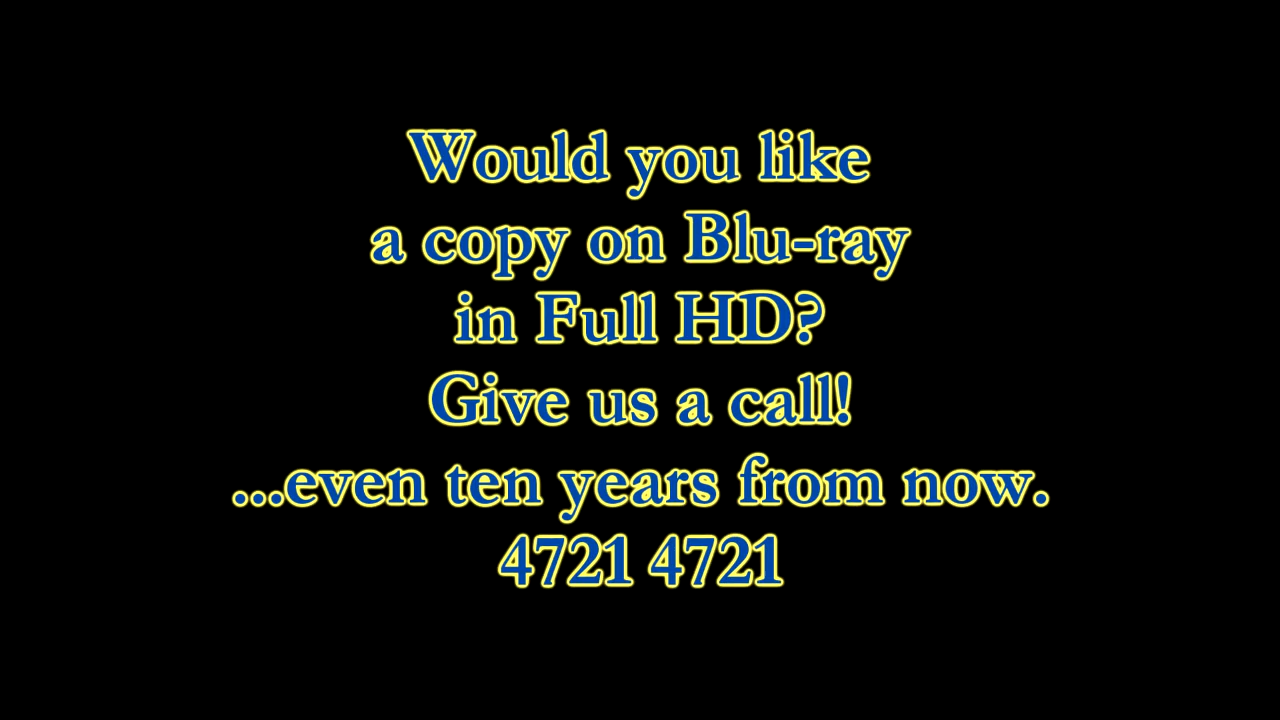 Would you like
a copy on Blu-ray
in Full HD?
Give us a call!
...even ten years from now.
4721 4721